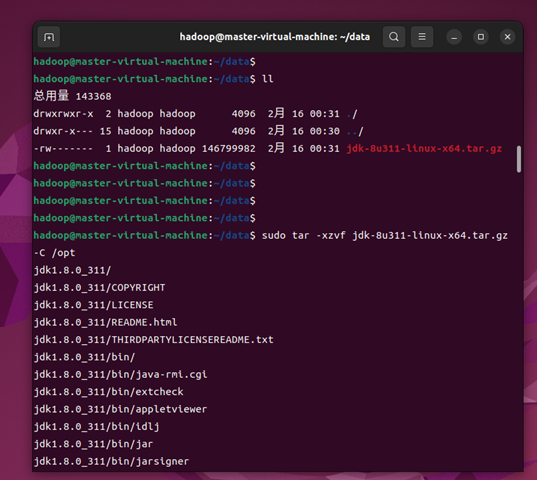 hadoop@master-virtual-machine: ~/data
hadoop@master-virtual-machine:~/data$
hadoop@master-virtual-machine:~/data$ ll
总用量 143368
drwxrwxr-x  2 hadoop hadoop      4096  2月 16 00:31 ./
drwxr-x--- 15 hadoop hadoop      4096  2月 16 00:30 ../
-rw-------  1 hadoop hadoop 146799982  2月 16 00:31 jdk-8u311-linux-x64.tar.gz
hadoop@master-virtual-machine:~/data$
hadoop@master-virtual-machine:~/data$
hadoop@master-virtual-machine:~/data$
hadoop@master-virtual-machine:~/data$
hadoop@master-virtual-machine:~/data$ sudo tar -xzvf jdk-8u311-linux-x64.tar.gz
-C /opt
jdk1.8.0_311/
jdk1.8.0_311/COPYRIGHT
jdk1.8.0_311/LICENSE
jdk1.8.0_311/README.html
jdk1.8.0_311/THIRDPARTYLICENSEREADME.txt
jdk1.8.0_311/bin/
jdk1.8.0_311/bin/java-rmi.cgi
jdk1.8.0_311/bin/extcheck
jdk1.8.0_311/bin/appletviewer
jdk1.8.0_311/bin/idlj
jdk1.8.0_311/bin/jar
jdk1.8.0_311/bin/jarsigner